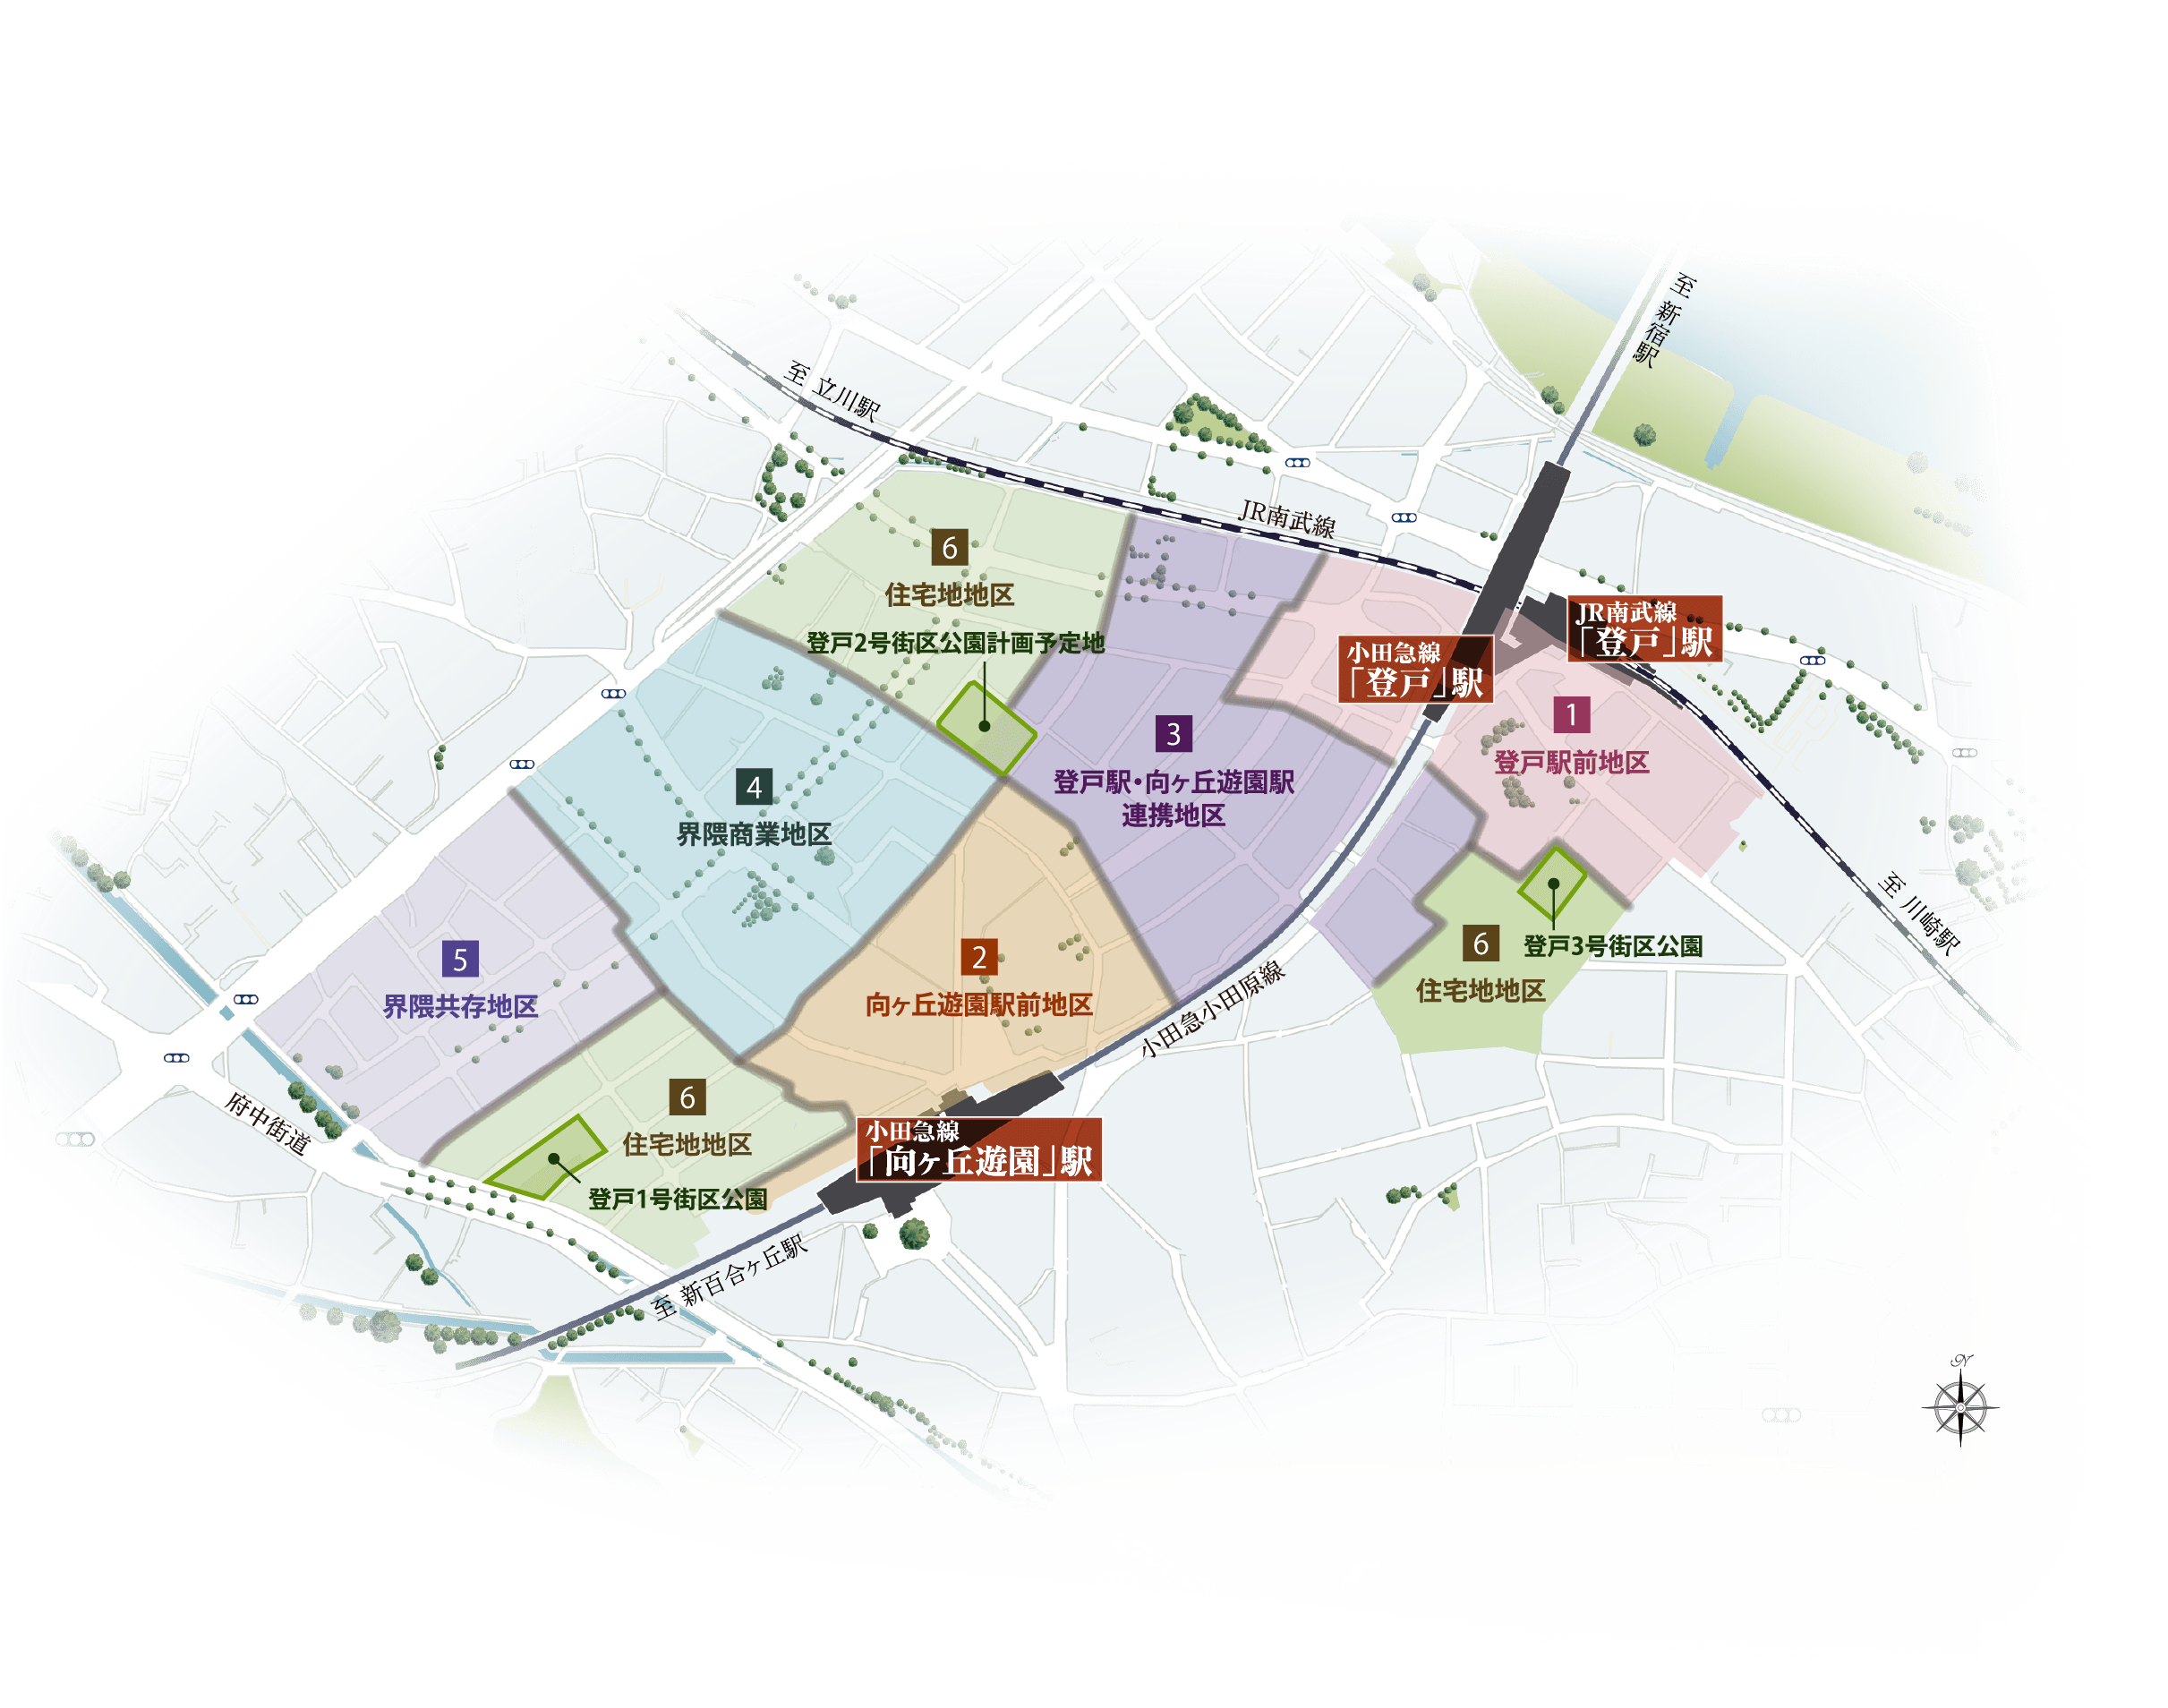 至 新宿駅
至 立川駅
JR南武線
6
住宅地地区
登戸2号街区公園計画予定地
JR南武線
「登戸」駅
小田急線
「登戸」駅
1
登戸駅前地区
3
登戸駅・向ヶ丘遊園駅
連携地区
4
界隈商業地区
至 川崎駅
登戸3号街区公園
6
住宅地地区
5
界隈共存地区
2
向ヶ丘遊園駅前地区
小田急小田原線
府中街道
6
住宅地地区
登戸1号街区公園
小田急線
「向ヶ丘遊園」駅
至 新百合ヶ丘駅
N